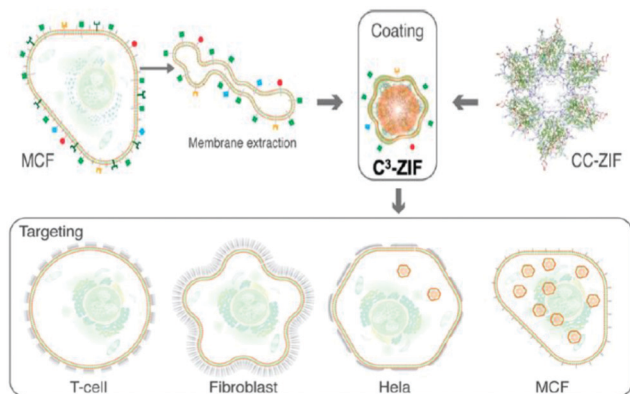 Coating
MCF
Membrane extraction
C³-ZIF
CC-ZIF
Targeting
T-cell
Fibroblast
Hela
MCF